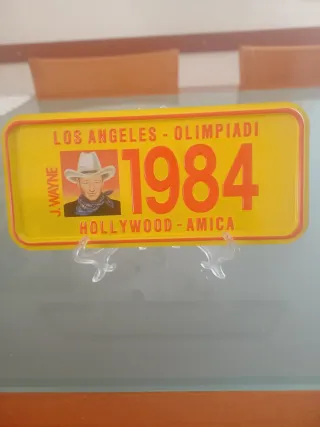 LOS ANGELES - OLIMPIADI
J. WAYNE
1984
HOLLYWOOD - AMICA